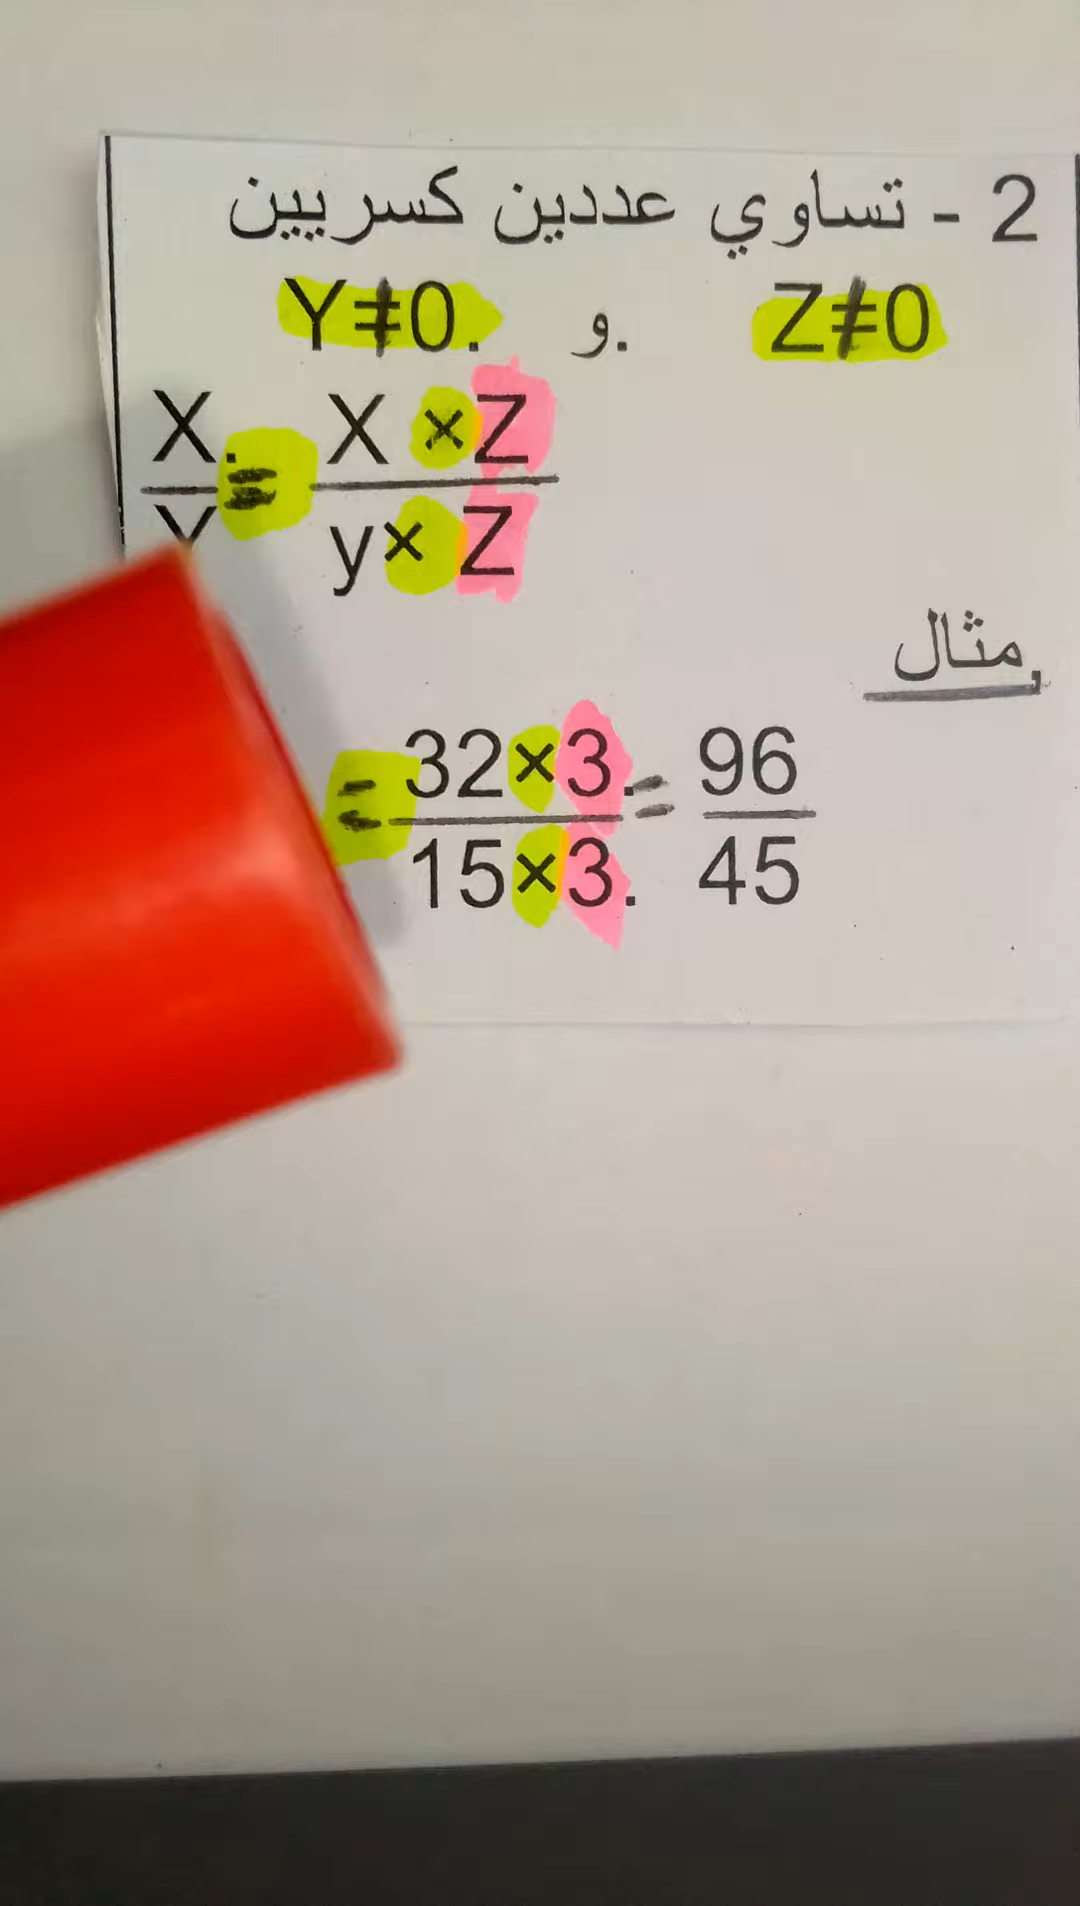 2 - تساوي عددين كسريين
Z≠0 .و Y≠0.
X. = X ×Z
Y y× Z
مثال
= 32×3. = 96
15×3. 45